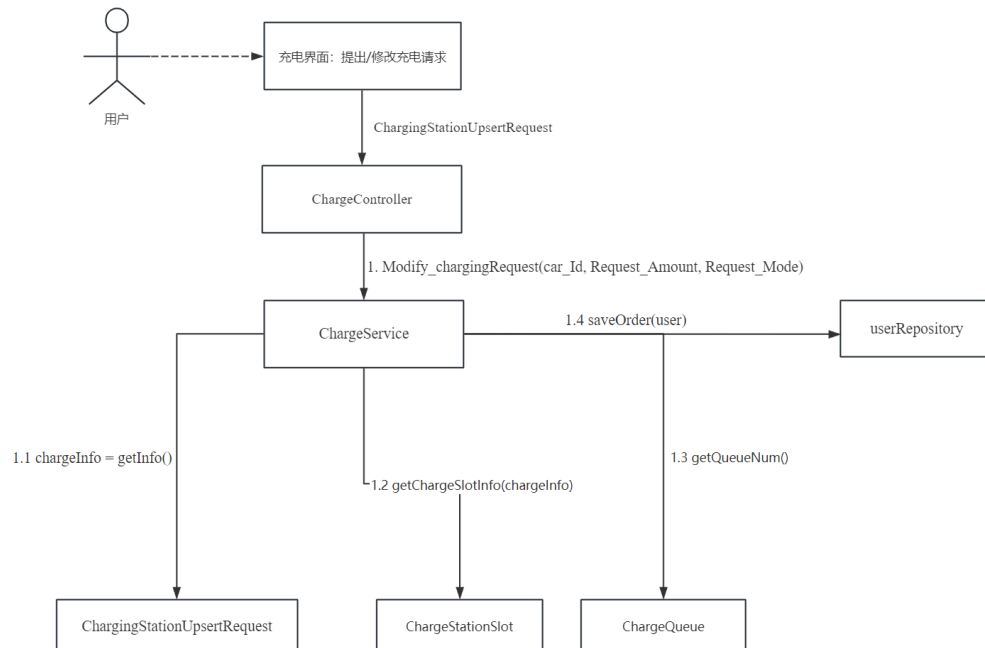 充电界面：提出/修改充电请求
用户
ChargingStationUpsertRequest
ChargeController
1. Modify_chargingRequest(car_Id, Request_Amount, Request_Mode)
1.4 saveOrder(user)
ChargeService
userRepository
1.1 chargeInfo = getInfo()
1.3 getQueueNum()
1.2 getChargeSlotInfo(chargeInfo)
ChargingStationUpsertRequest
ChargeStationSlot
ChargeQueue